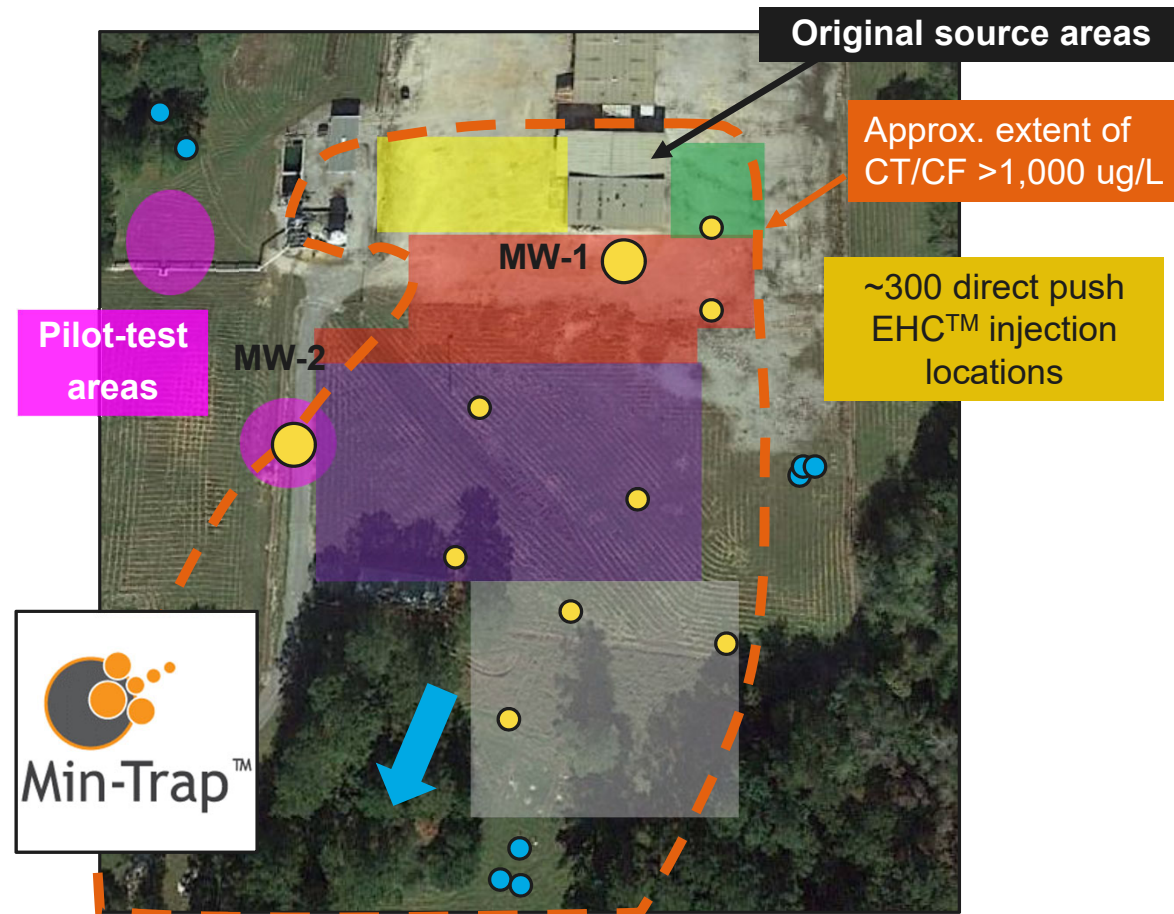 Original source areas
Approx. extent of
CT/CF >1,000 ug/L
MW-1
~300 direct push
EHC™ injection
locations
Pilot-test
areas
MW-2
Min-Trap™